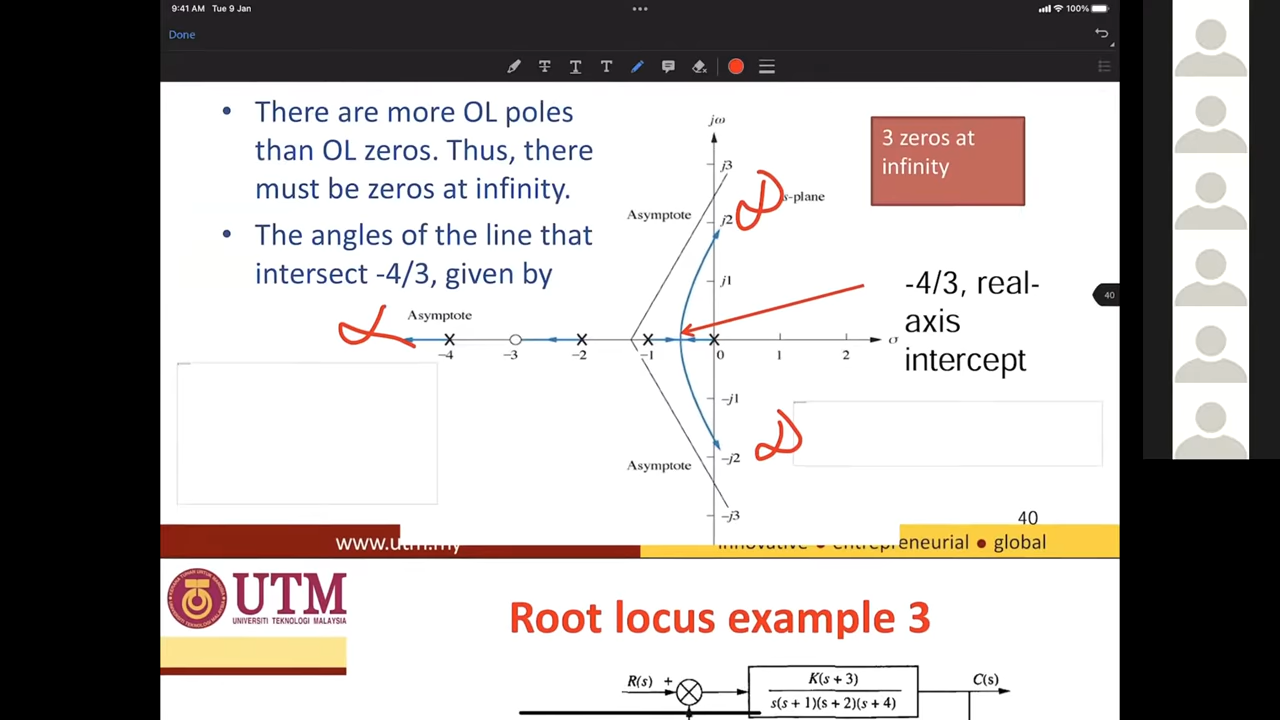 9:41 AM Tue 9 Jan
100%
Done
• There are more OL poles
than OL zeros. Thus, there
must be zeros at infinity.
• The angles of the line that
intersect -4/3, given by
jω
j3
Asymptote
j2
s-plane
j1
Asymptote
σ
−4
−3
−2
−1
0
1
2
−j1
Asymptote
−j2
−j3
3 zeros at
infinity
-4/3, real-
axis
intercept
40
40
www.utm.my
innovative ● entrepreneurial ● global
UTM
UNIVERSITI TEKNOLOGI MALAYSIA
Root locus example 3
R(s) +
K(s + 3)
s(s + 1)(s + 2)(s + 4)
C(s)